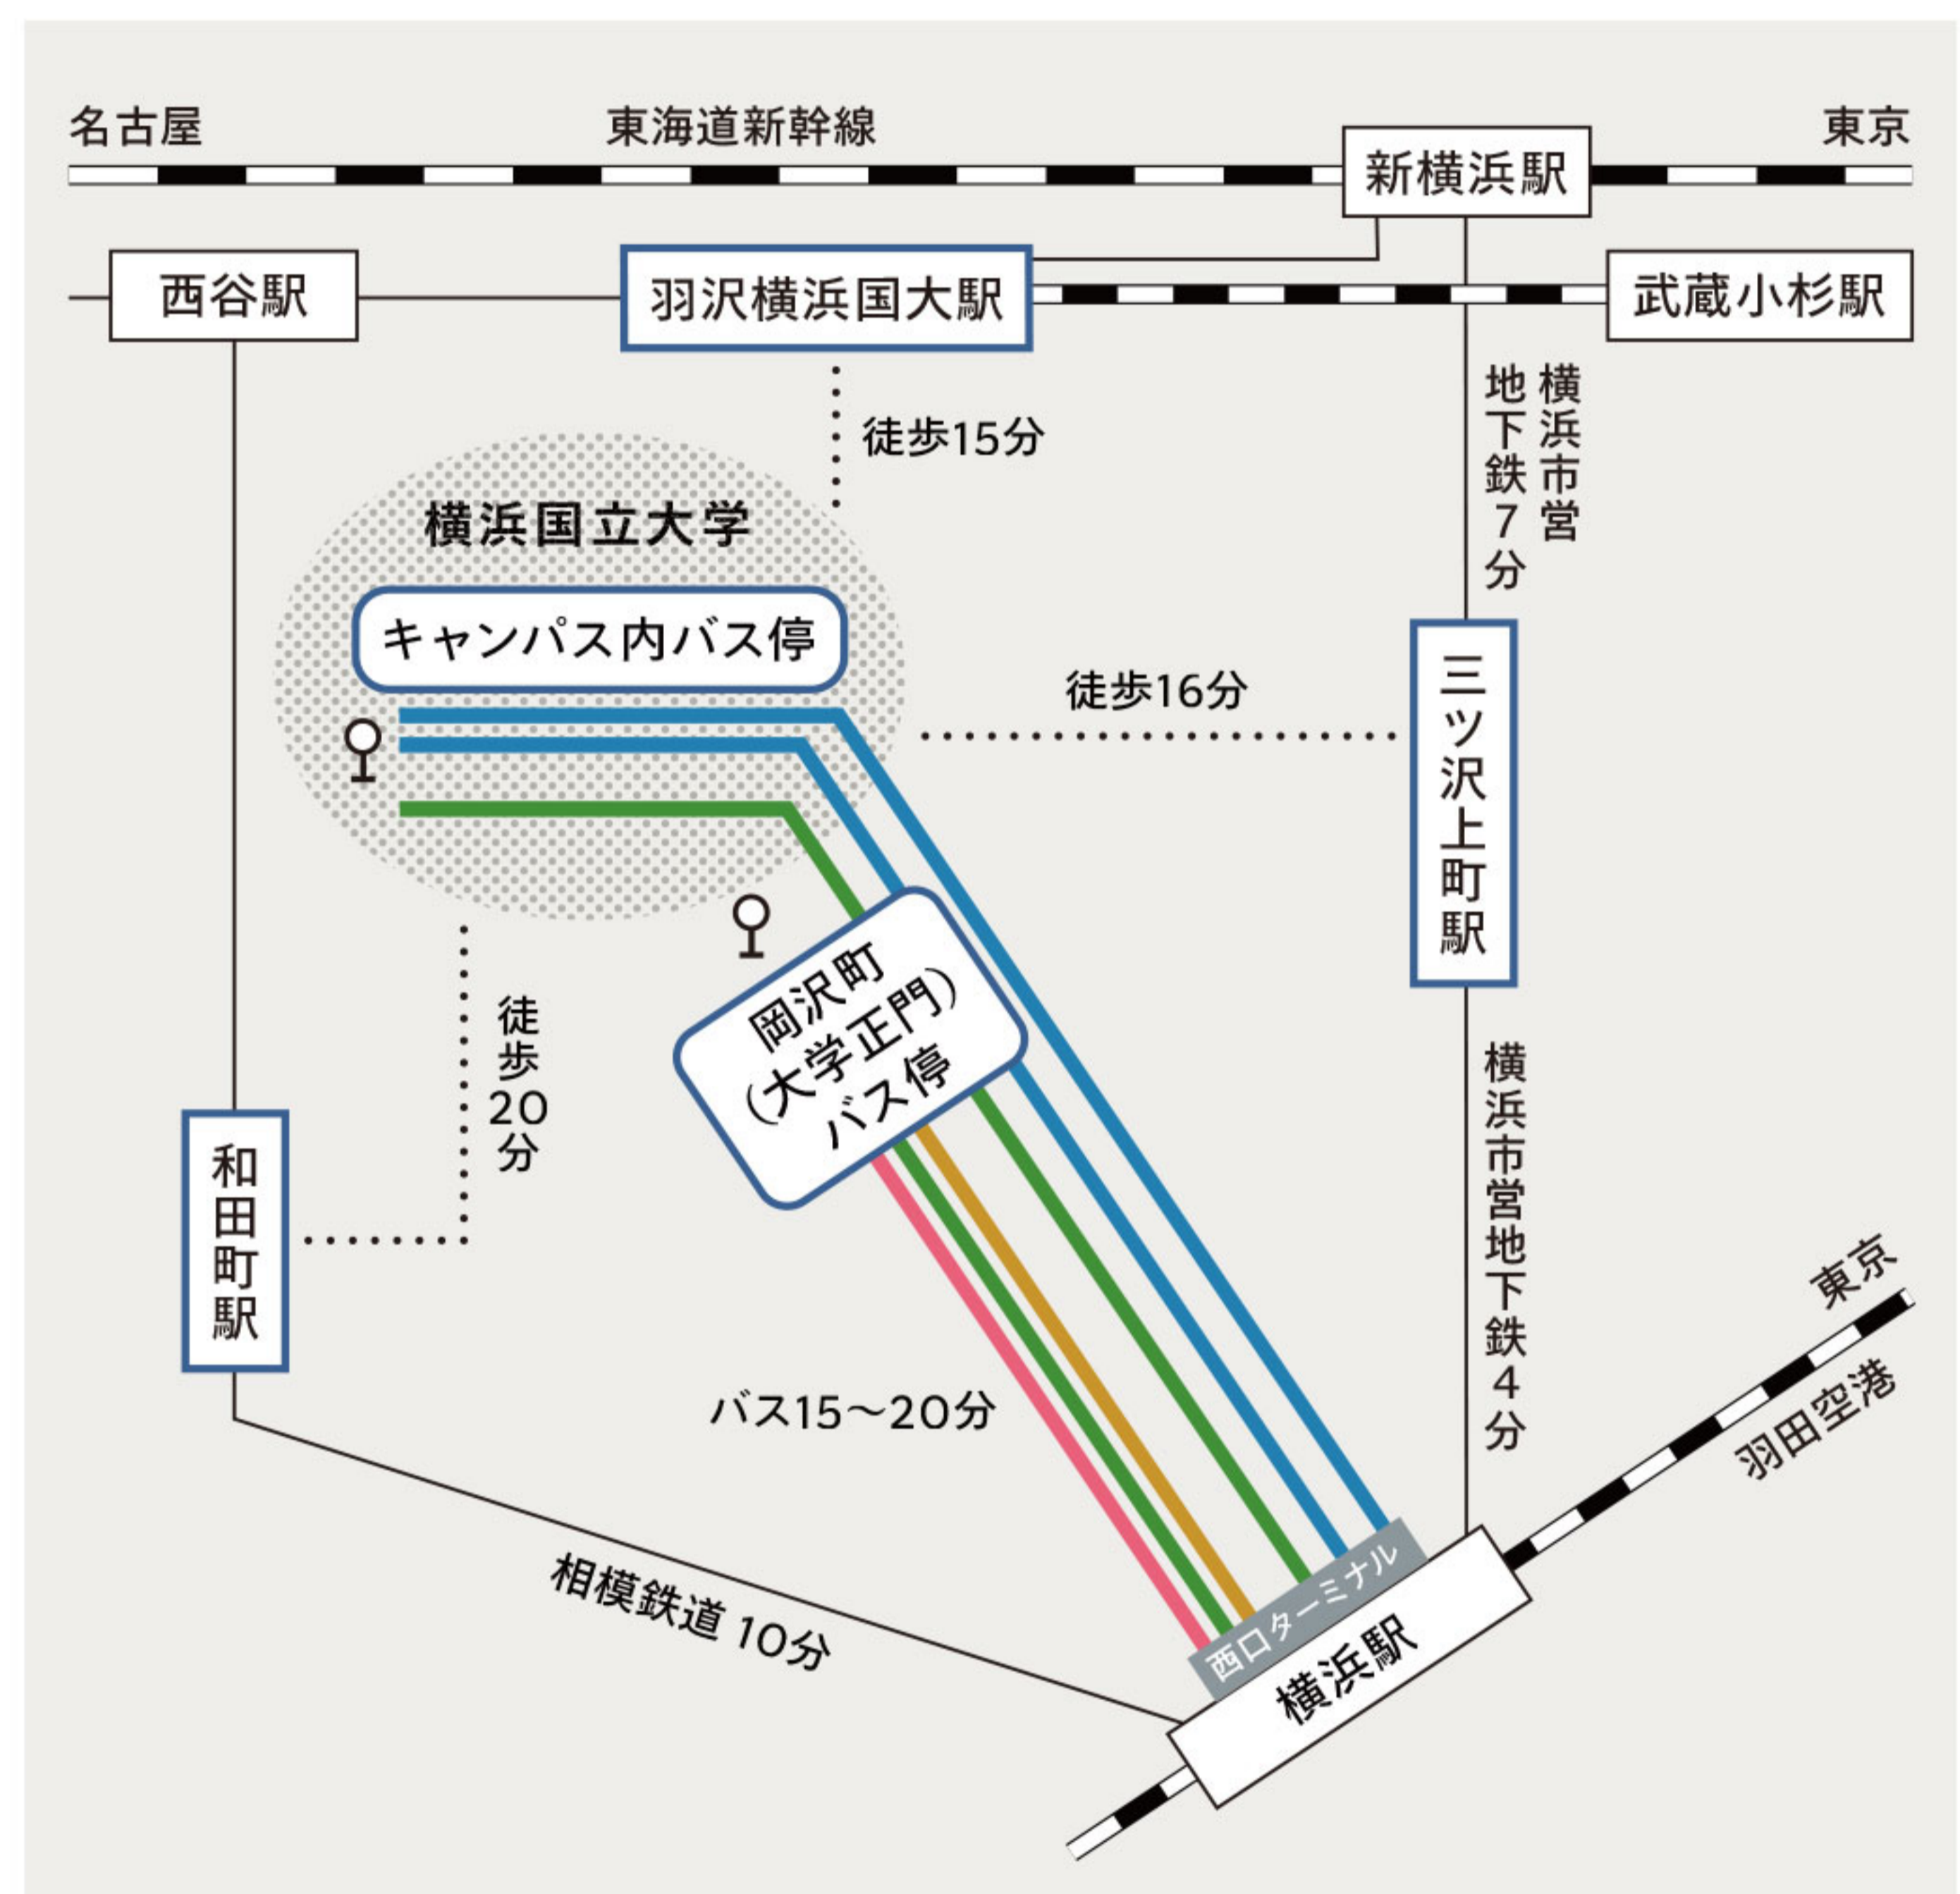 名古屋
東海道新幹線
東京
新横浜駅
西谷駅
羽沢横浜国大駅
武蔵小杉駅
徒歩15分
横浜市営
地下鉄7分
横浜国立大学
キャンパス内バス停
徒歩16分
三ツ沢上町駅
岡沢町
(大学正門)
バス停
徒歩20分
和田町駅
横浜市営地下鉄4分
バス15〜20分
東京
羽田空港
相模鉄道 10分
西口ターミナル
横浜駅